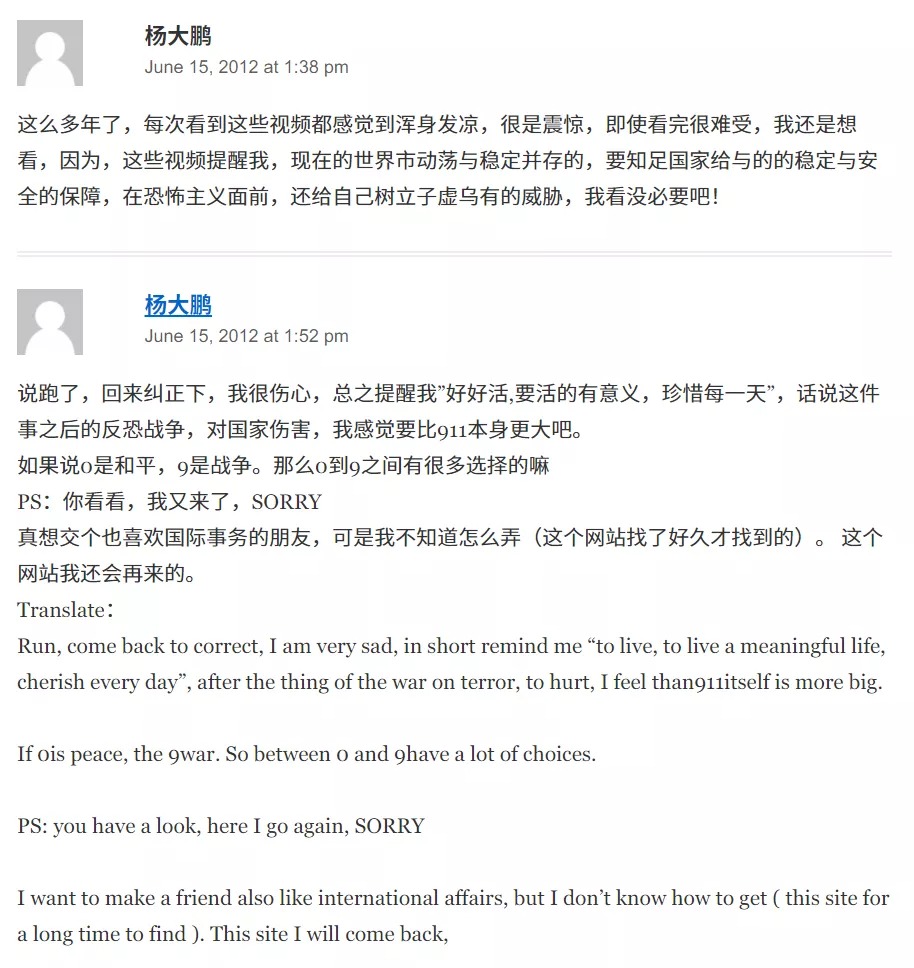 杨大鹏
June 15, 2012 at 1:38 pm
这么多年了，每次看到这些视频都感觉到浑身发凉，很是震惊，即使看完很难受，我还是想
看，因为，这些视频提醒我，现在的世界市动荡与稳定并存的，要知足国家给与的的稳定与安
全的保障，在恐怖主义面前，还给自己树立子虚乌有的威胁，我看没必要吧！
杨大鹏
June 15, 2012 at 1:52 pm
说跑了，回来纠正下，我很伤心，总之提醒我”好好活,要活的有意义，珍惜每一天”，话说这件
事之后的反恐战争，对国家伤害，我感觉要比911本身更大吧。
如果说0是和平，9是战争。那么0到9之间有很多选择的嘛
PS：你看看，我又来了，SORRY
真想交个也喜欢国际事务的朋友，可是我不知道怎么弄（这个网站找了好久才找到的）。 这个
网站我还会再来的。
Translate：
Run, come back to correct, I am very sad, in short remind me “to live, to live a meaningful life,
cherish every day”, after the thing of the war on terror, to hurt, I feel than911itself is more big.
If 0is peace, the 9war. So between 0 and 9have a lot of choices.
PS: you have a look, here I go again, SORRY
I want to make a friend also like international affairs, but I don’t know how to get ( this site for
a long time to find ). This site I will come back,